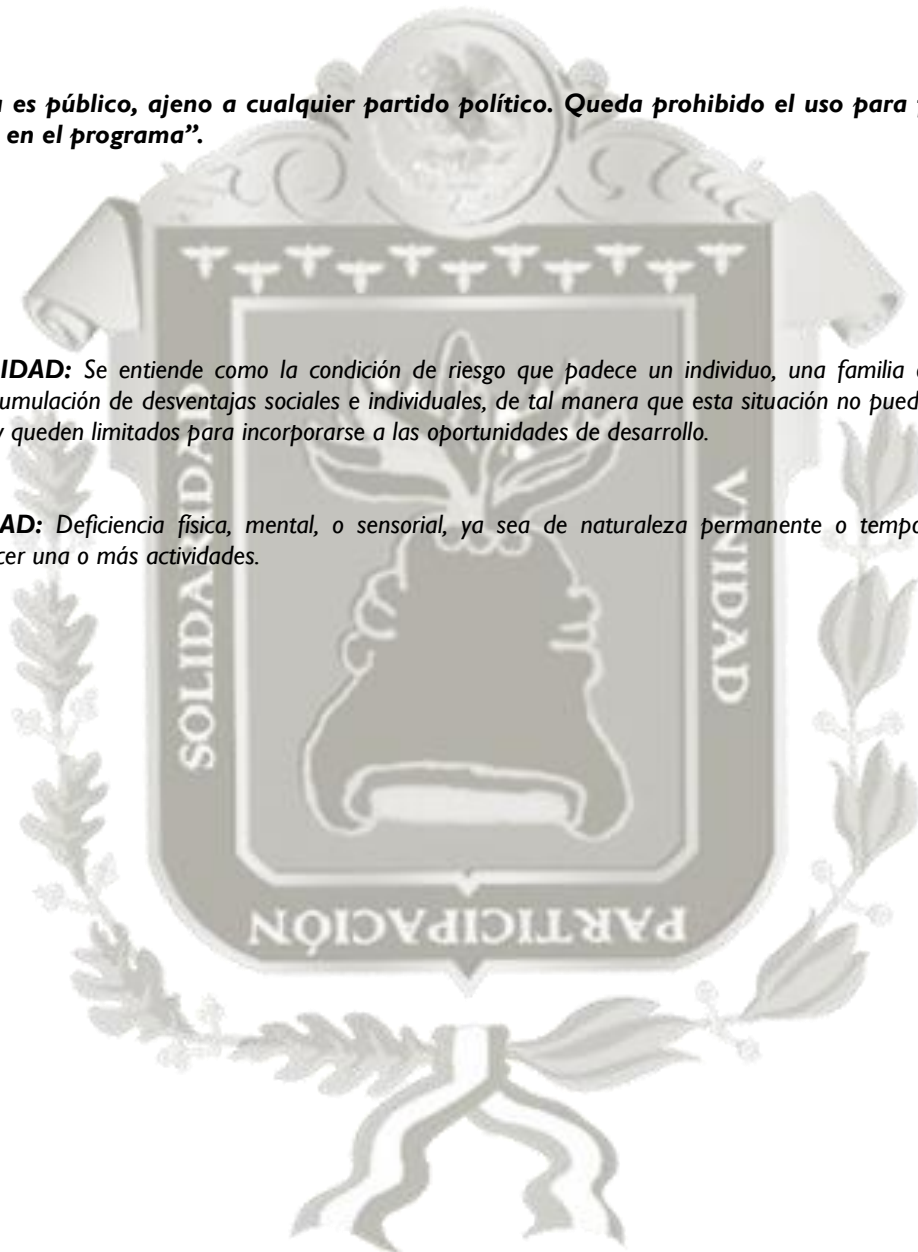 es público, ajeno a cualquier partido político. Queda prohibido el uso para
en el programa”.
IDAD: Se entiende como la condición de riesgo que padece un individuo, una familia
umulación de desventajas sociales e individuales, de tal manera que esta situación no pued
y queden limitados para incorporarse a las oportunidades de desarrollo.
AD: Deficiencia física, mental, o sensorial, ya sea de naturaleza permanente o tempo
cer una o más actividades.
SOLIDARIDAD
VNIDAD
PARTICIPACIÓN